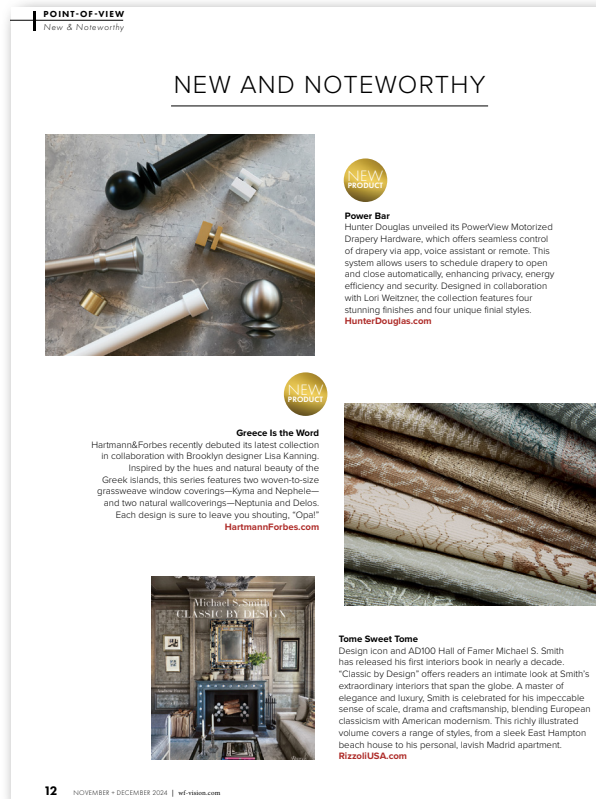 POINT-OF-VIEW
New & Noteworthy
NEW AND NOTEWORTHY
NEW
PRODUCT
Power Bar
Hunter Douglas unveiled its PowerView Motorized
Drapery Hardware, which offers seamless control
of drapery via app, voice assistant or remote. This
system allows users to schedule drapery to open
and close automatically, enhancing privacy, energy
efficiency and security. Designed in collaboration
with Lori Weitzner, the collection features four
stunning finishes and four unique finial styles.
HunterDouglas.com
NEW
PRODUCT
Greece Is the Word
Hartmann&Forbes recently debuted its latest collection
in collaboration with Brooklyn designer Lisa Kanning.
Inspired by the hues and natural beauty of the
Greek islands, this series features two woven-to-size
grassweave window coverings—Kyma and Nephele—
and two natural wallcoverings—Neptunia and Delos.
Each design is sure to leave you shouting, “Opa!”
HartmannForbes.com
Michael S. Smith
CLASSIC BY DESIGN
Tome Sweet Tome
Design icon and AD100 Hall of Famer Michael S. Smith
has released his first interiors book in nearly a decade.
“Classic by Design” offers readers an intimate look at Smith’s
extraordinary interiors that span the globe. A master of
elegance and luxury, Smith is celebrated for his impeccable
sense of scale, drama and craftsmanship, blending European
classicism with American modernism. This richly illustrated
volume covers a range of styles, from a sleek East Hampton
beach house to his personal, lavish Madrid apartment.
RizzoliUSA.com
12 NOVEMBER + DECEMBER 2024 | wf-vision.com